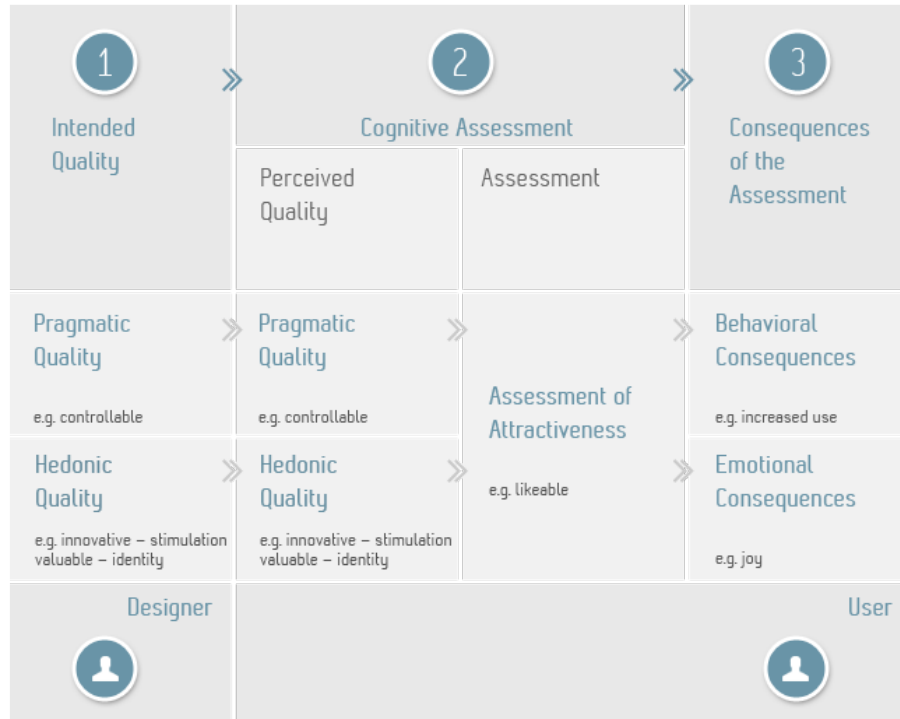 1
Intended
Quality
2
Cognitive Assessment
3
Consequences
of the
Assessment
Perceived
Quality
Assessment
Pragmatic
Quality
e.g. controllable
Pragmatic
Quality
e.g. controllable
Assessment of
Attractiveness
e.g. likeable
Behavioral
Consequences
e.g. increased use
Hedonic
Quality
e.g. innovative – stimulation
valuable – identity
Hedonic
Quality
e.g. innovative – stimulation
valuable – identity
Emotional
Consequences
e.g. joy
Designer
User